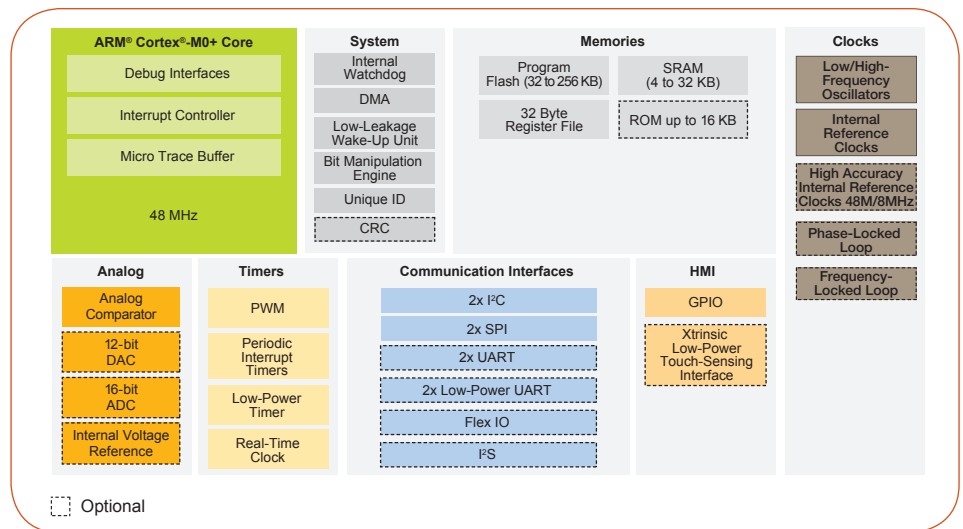 ARM® Cortex®-M0+ Core
Debug Interfaces
Interrupt Controller
Micro Trace Buffer
48 MHz
System
Internal
Watchdog
DMA
Low-Leakage
Wake-Up Unit
Bit Manipulation
Engine
Unique ID
CRC
Memories
Program
Flash (32 to 256 KB)
SRAM
(4 to 32 KB)
32 Byte
Register File
ROM up to 16 KB
Clocks
Low/High-
Frequency
Oscillators
Internal
Reference
Clocks
High Accuracy
Internal Reference
Clocks 48M/8MHz
Phase-Locked
Loop
Frequency-
Locked Loop
Analog
Analog
Comparator
12-bit
DAC
16-bit
ADC
Internal Voltage
Reference
Timers
PWM
Periodic
Interrupt
Timers
Low-Power
Timer
Real-Time
Clock
Communication Interfaces
2x I²C
2x SPI
2x UART
2x Low-Power UART
Flex IO
I²S
HMI
GPIO
Xtrinsic
Low-Power
Touch-Sensing
Interface
Optional